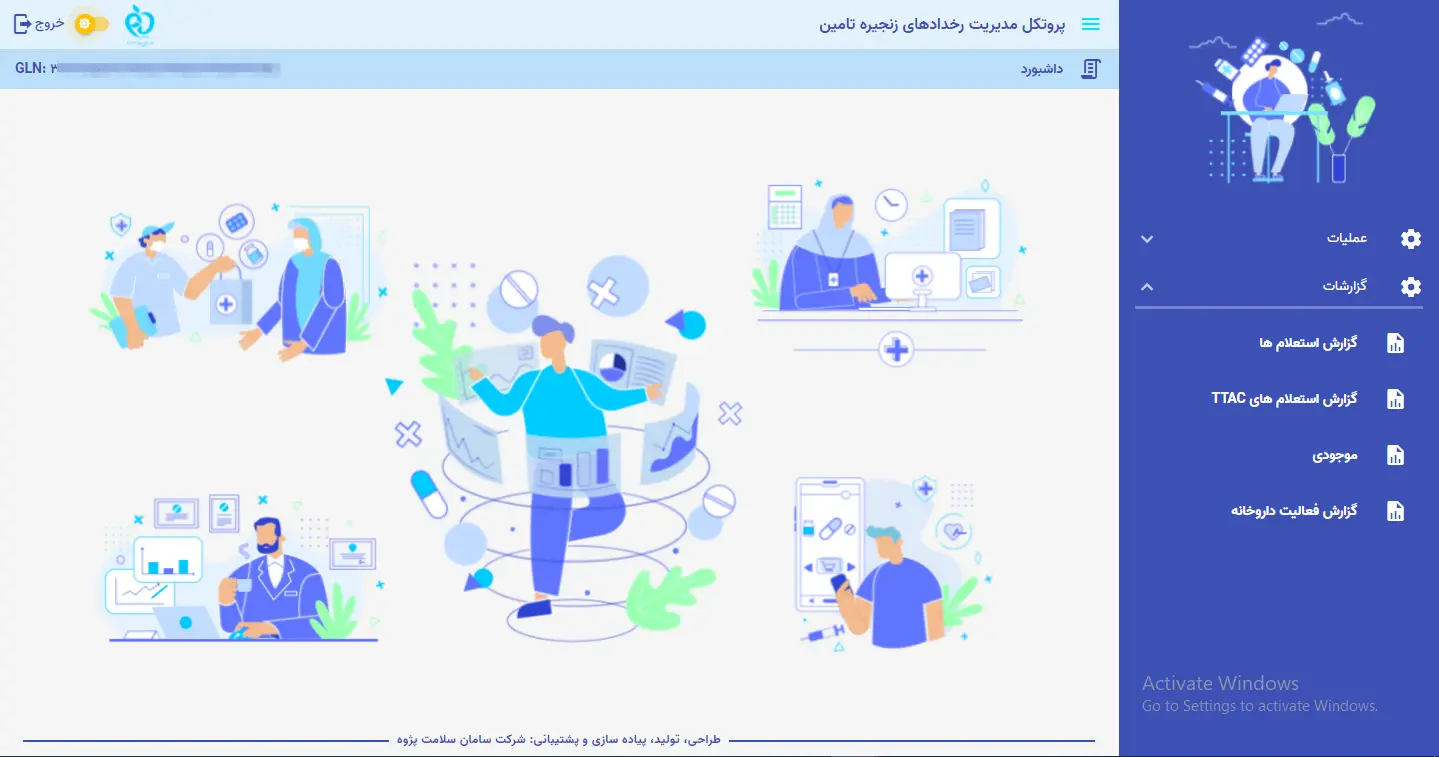 پروتکل مدیریت رخدادهای زنجیره تامین
خروج
داشبورد
GLN: ۳
عملیات
گزارشات
گزارش استعلام ها
گزارش استعلام های TTAC
موجودی
گزارش فعالیت داروخانه
Activate Windows
Go to Settings to activate Windows.
طراحی، تولید، پیاده سازی و پشتیبانی: شرکت سامان سلامت پژوه